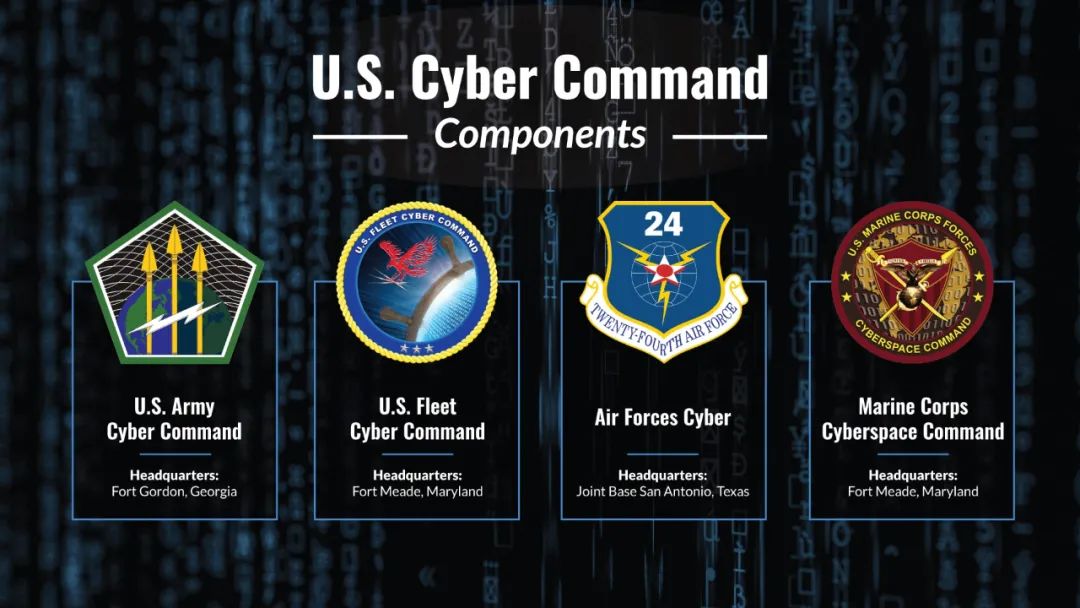 U.S. Cyber Command
Components
U.S. FLEET CYBER COMMAND
24
TWENTY-FOURTH AIR FORCE
U.S. MARINE CORPS FORCES
CYBERSPACE COMMAND
U.S. Army
Cyber Command
Headquarters:
Fort Gordon, Georgia
U.S. Fleet
Cyber Command
Headquarters:
Fort Meade, Maryland
Air Forces Cyber
Headquarters:
Joint Base San Antonio, Texas
Marine Corps
Cyberspace Command
Headquarters:
Fort Meade, Maryland